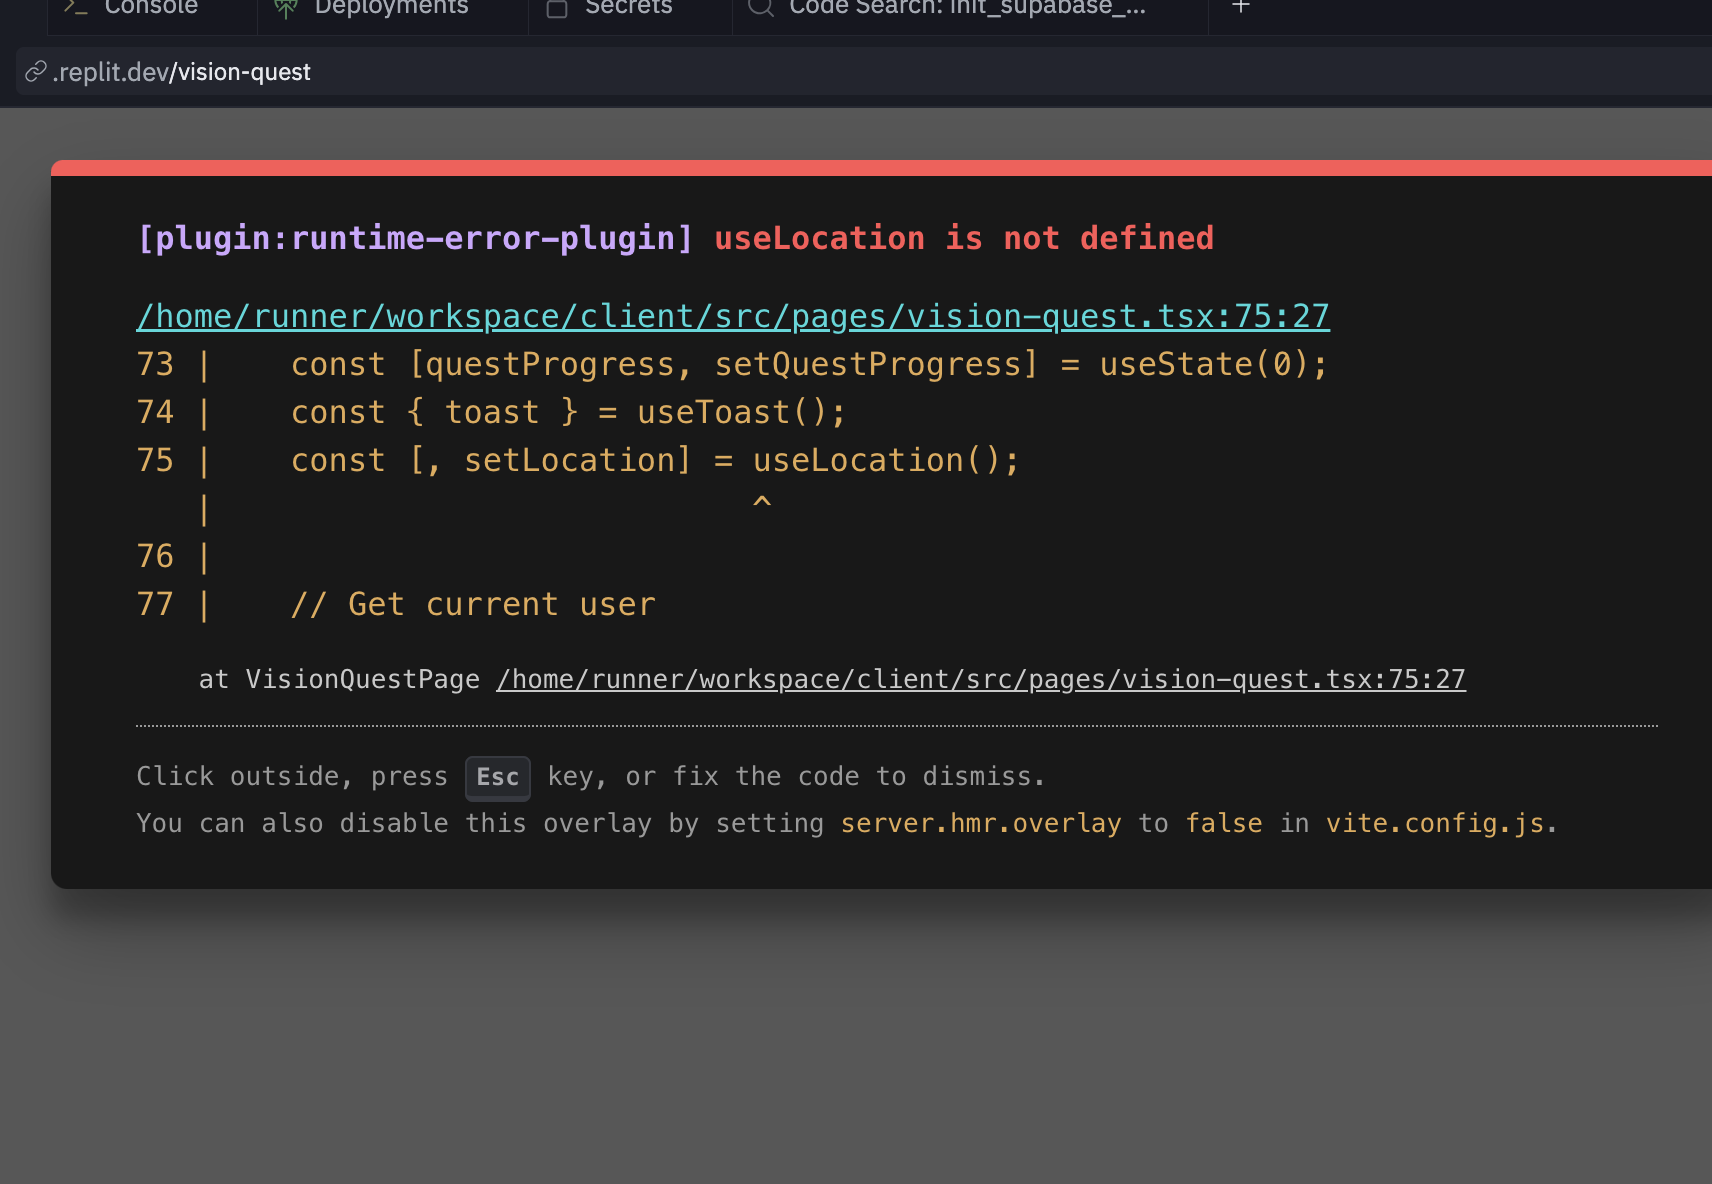 Console Deployments Secrets Code Search: init_supabase_... +
.replit.dev/vision-quest
[plugin:runtime-error-plugin] useLocation is not defined
/home/runner/workspace/client/src/pages/vision-quest.tsx:75:27
73 |    const [questProgress, setQuestProgress] = useState(0);
74 |    const { toast } = useToast();
75 |    const [, setLocation] = useLocation();
   |                            ^
76 |
77 |    // Get current user
    at VisionQuestPage /home/runner/workspace/client/src/pages/vision-quest.tsx:75:27
Click outside, press Esc key, or fix the code to dismiss.
You can also disable this overlay by setting server.hmr.overlay to false in vite.config.js.